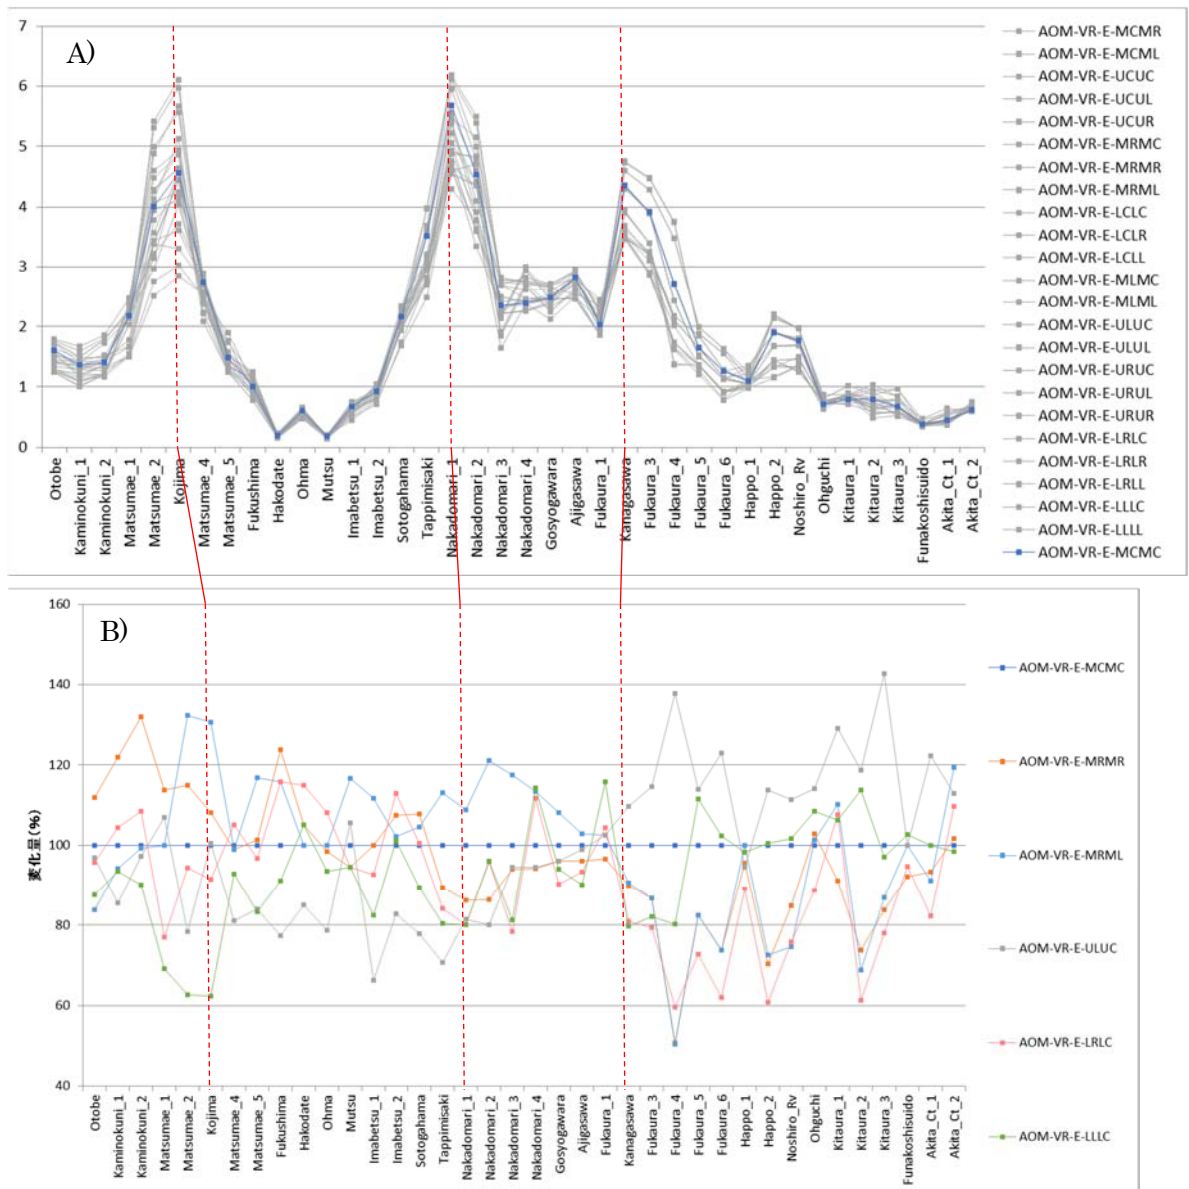 A)
7
6
5
4
3
2
1
0
Otobe
Kaminokuni_1
Kaminokuni_2
Matsumae_1
Matsumae_2
Kojima
Matsumae_4
Matsumae_5
Fukushima
Hakodate
Ohma
Mutsu
Imabetsu_1
Imabetsu_2
Sotogahama
Tappimisaki
Nakadomari_1
Nakadomari_2
Nakadomari_3
Nakadomari_4
Gosyogawara
Ajigasawa
Fukaura_1
Kanagasawa
Fukaura_3
Fukaura_4
Fukaura_5
Fukaura_6
Happo_1
Happo_2
Noshiro_Rv
Ohguchi
Kitaura_1
Kitaura_2
Kitaura_3
Funakoshisuido
Akita_Ct_1
Akita_Ct_2
AOM-VR-E-MCMR
AOM-VR-E-MCML
AOM-VR-E-UCUC
AOM-VR-E-UCUL
AOM-VR-E-UCUR
AOM-VR-E-MRMC
AOM-VR-E-MRMR
AOM-VR-E-MRML
AOM-VR-E-LCLC
AOM-VR-E-LCLR
AOM-VR-E-LCLL
AOM-VR-E-MLMC
AOM-VR-E-MLML
AOM-VR-E-ULUC
AOM-VR-E-ULUL
AOM-VR-E-URUC
AOM-VR-E-URUL
AOM-VR-E-URUR
AOM-VR-E-LRLC
AOM-VR-E-LRLR
AOM-VR-E-LRLL
AOM-VR-E-LLLC
AOM-VR-E-LLLL
AOM-VR-E-MCMC
B)
変化量(%)
160
140
120
100
80
60
40
Otobe
Kaminokuni_1
Kaminokuni_2
Matsumae_1
Matsumae_2
Kojima
Matsumae_4
Matsumae_5
Fukushima
Hakodate
Ohma
Mutsu
Imabetsu_1
Imabetsu_2
Sotogahama
Tappimisaki
Nakadomari_1
Nakadomari_2
Nakadomari_3
Nakadomari_4
Gosyogawara
Ajigasawa
Fukaura_1
Kanagasawa
Fukaura_3
Fukaura_4
Fukaura_5
Fukaura_6
Happo_1
Happo_2
Noshiro_Rv
Ohguchi
Kitaura_1
Kitaura_2
Kitaura_3
Funakoshisuido
Akita_Ct_1
Akita_Ct_2
AOM-VR-E-MCMC
AOM-VR-E-MRMR
AOM-VR-E-MRML
AOM-VR-E-ULUC
AOM-VR-E-LRLC
AOM-VR-E-LLLC